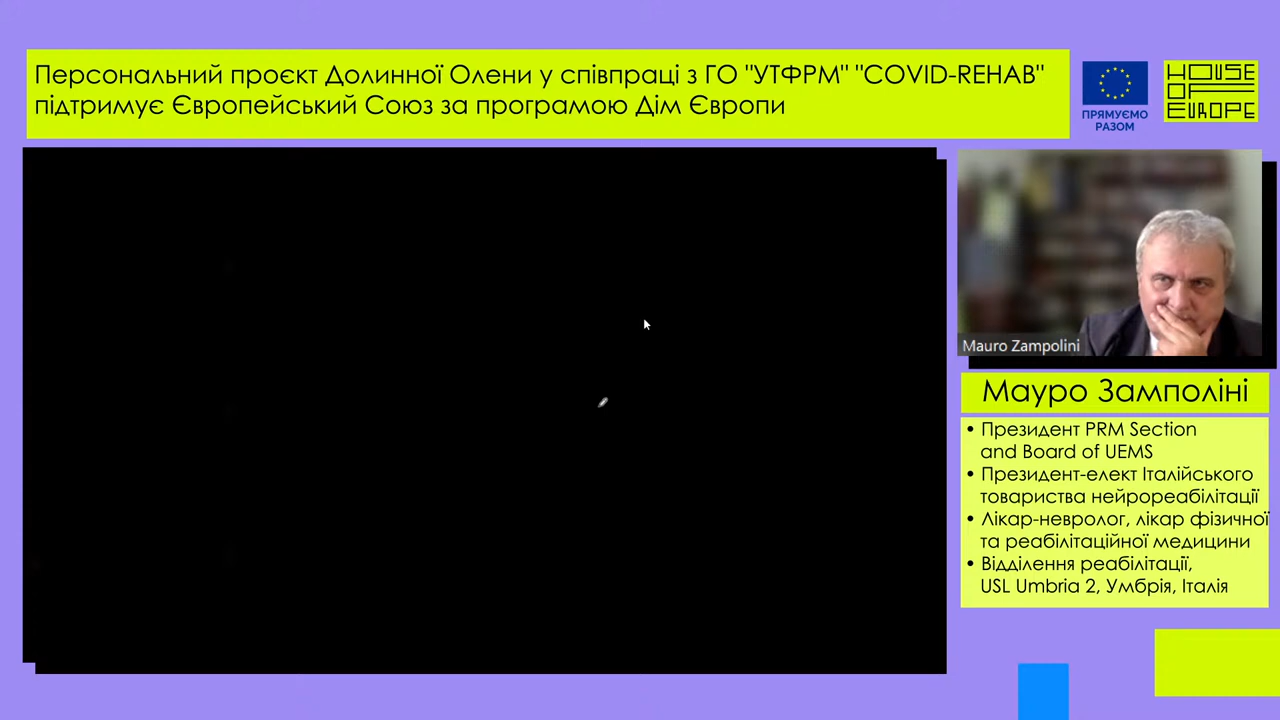 Персональний проєкт Долинної Олени у співпраці з ГО "УТФРМ" "COVID-REHAB"
підтримує Європейський Союз за програмою Дім Європи
ПРЯМУЄМО
РАЗОМ
HOUSE
OF
EUROPE
Mauro Zampolini
Мауро Замполіні
• Президент PRM Section
and Board of UEMS
• Президент-елект Італійського
товариства нейрореабілітації
• Лікар-невролог, лікар фізичної
та реабілітаційної медицини
• Відділення реабілітації,
USL Umbria 2, Умбрія, Італія